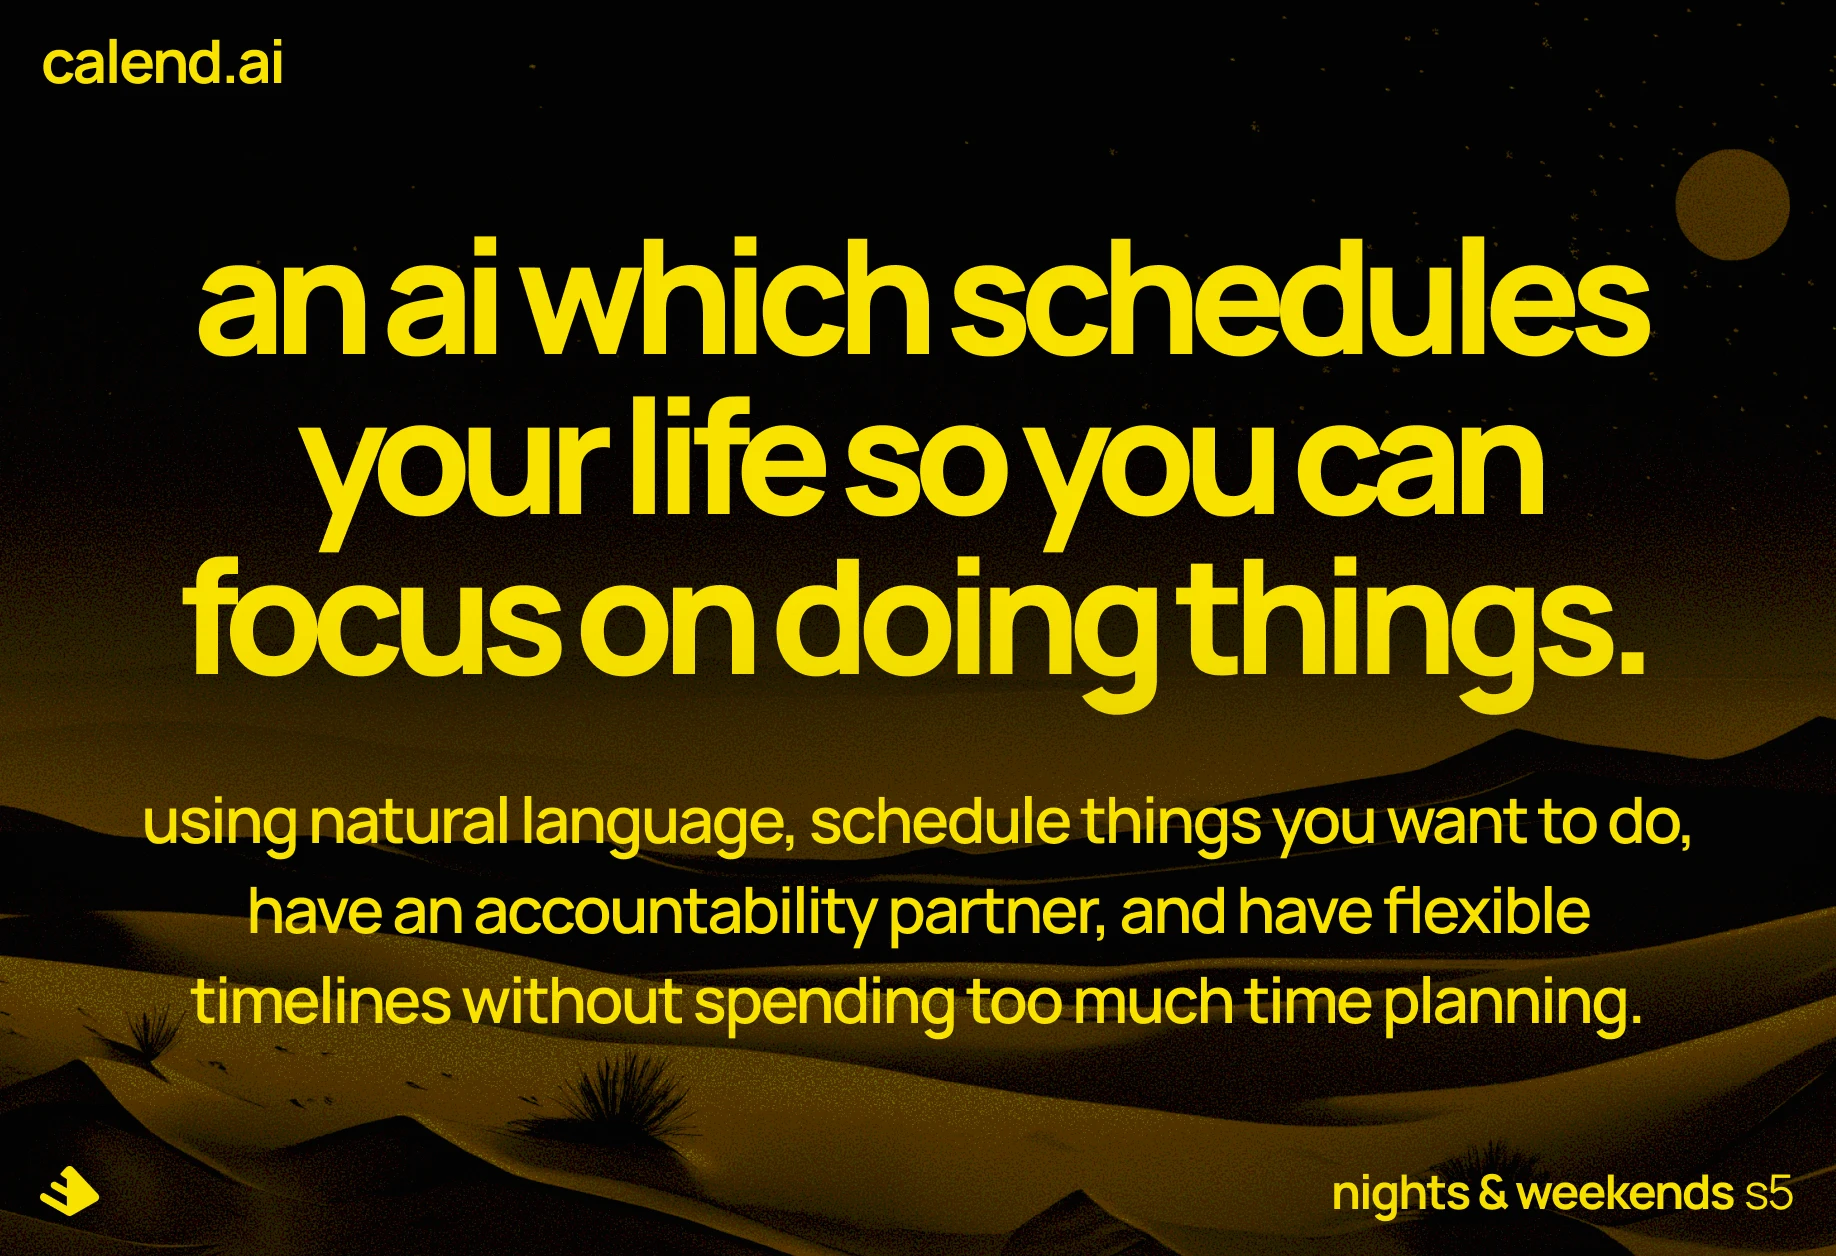 calend.ai
an ai which schedules
your life so you can
focus on doing things.
using natural language, schedule things you want to do,
have an accountability partner, and have flexible
timelines without spending too much time planning.
nights & weekends s5